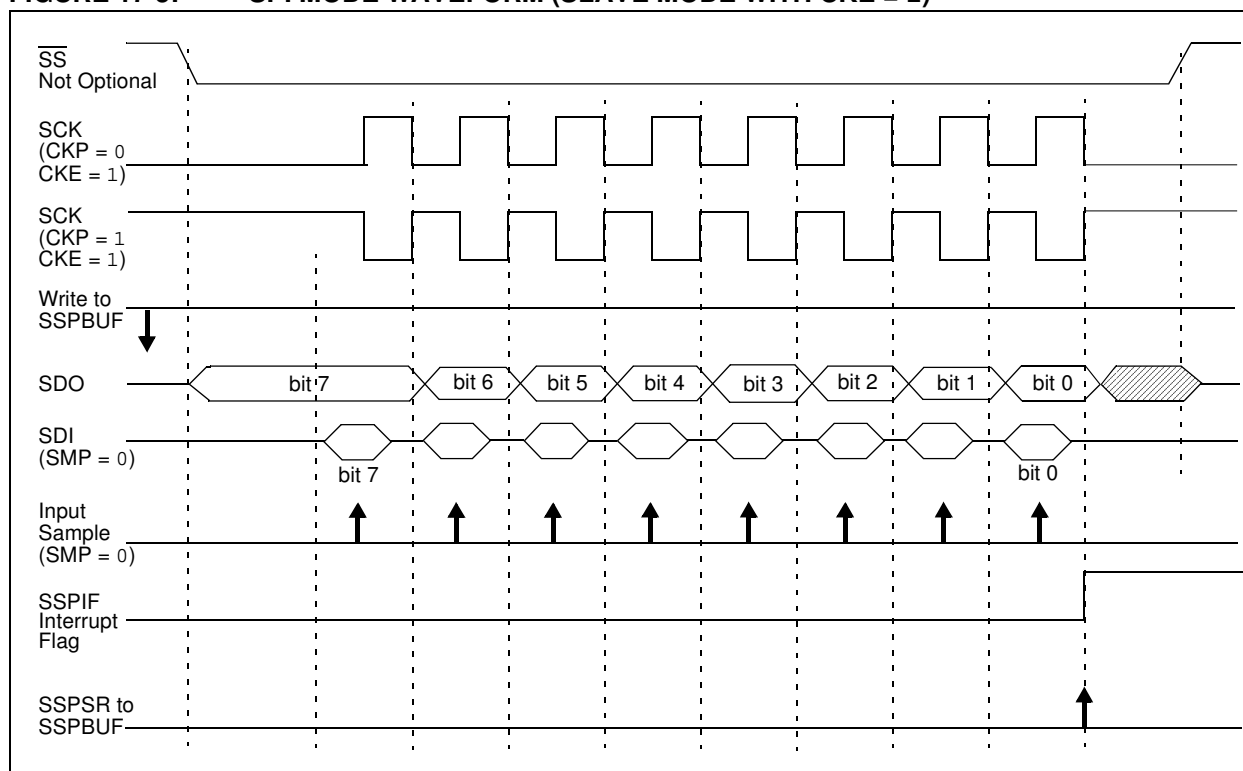 SS
Not Optional
SCK
(CKP = 0
CKE = 1)
SCK
(CKP = 1
CKE = 1)
Write to
SSPBUF
SDO
bit 7 bit 6 bit 5 bit 4 bit 3 bit 2 bit 1 bit 0
SDI
(SMP = 0)
bit 7 bit 0
Input
Sample
(SMP = 0)
SSPIF
Interrupt
Flag
SSPSR to
SSPBUF